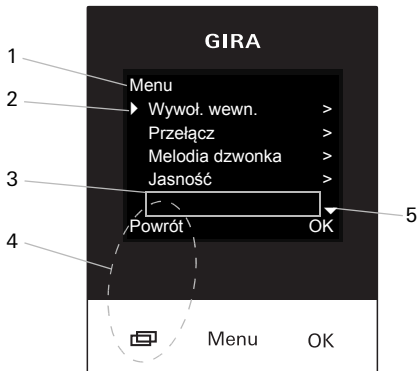 GIRA
1 Menu
2 Wywoł. wewn. >
Przełącz >
Melodia dzwonka >
Jasność >
3
5
Powrót OK
4
Menu OK